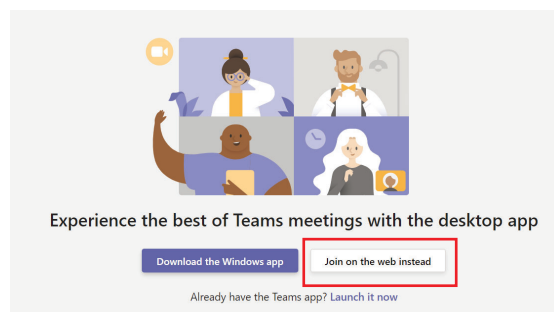 Experience the best of Teams meetings with the desktop app
Download the Windows app
Join on the web instead
Already have the Teams app? Launch it now